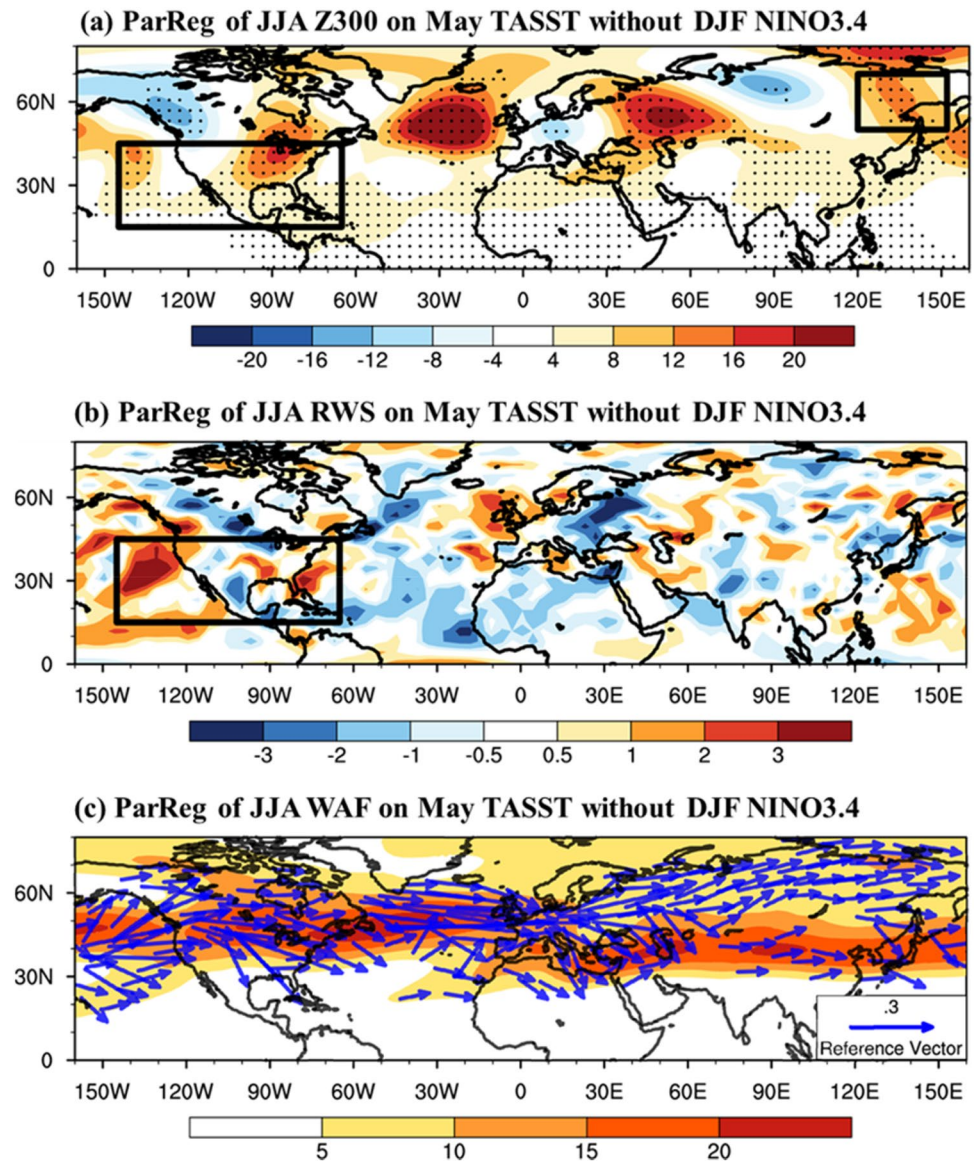 (a) ParReg of JJA Z300 on May TASST without DJF NINO3.4
60N
30N
0
150W 120W 90W 60W 30W 0 30E 60E 90E 120E 150E
-20 -16 -12 -8 -4 4 8 12 16 20
(b) ParReg of JJA RWS on May TASST without DJF NINO3.4
60N
30N
0
150W 120W 90W 60W 30W 0 30E 60E 90E 120E 150E
-3 -2 -1 -0.5 0.5 1 2 3
(c) ParReg of JJA WAF on May TASST without DJF NINO3.4
60N
30N
0
.3
Reference Vector
150W 120W 90W 60W 30W 0 30E 60E 90E 120E 150E
5 10 15 20